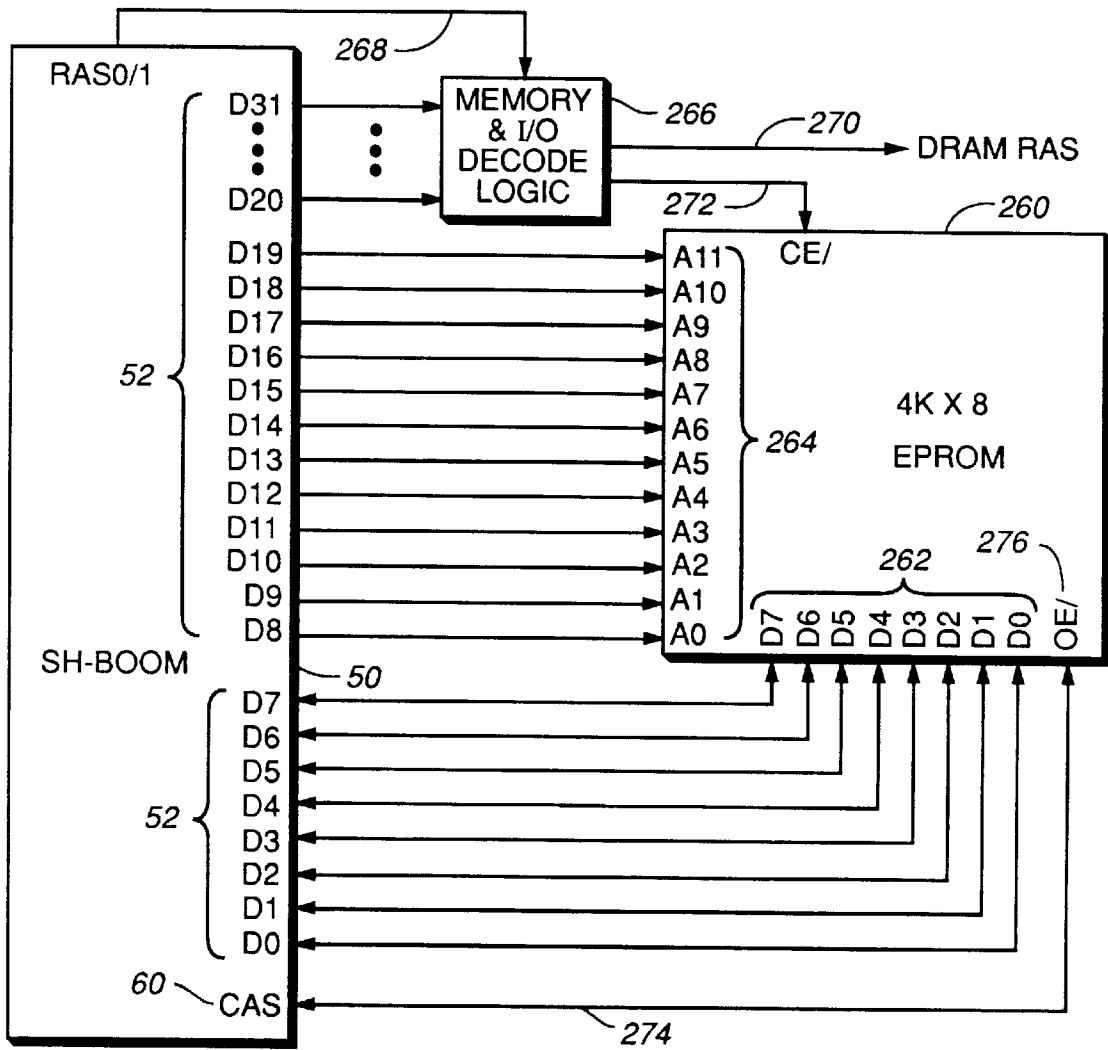 268
RAS0/1
D31
MEMORY
& I/O
DECODE
LOGIC
266
270
DRAM RAS
D20
272
260
CE/
D19
A11
D18
A10
D17
A9
D16
A8
52
D15
A7
4K X 8
D14
A6
264
EPROM
D13
A5
D12
A4
D11
A3
D10
A2
276
262
D9
A1
D8
A0
D7
D6
D5
D4
D3
D2
D1
D0
OE/
SH-BOOM
50
D7
D6
D5
D4
52
D3
D2
D1
D0
60
CAS
274